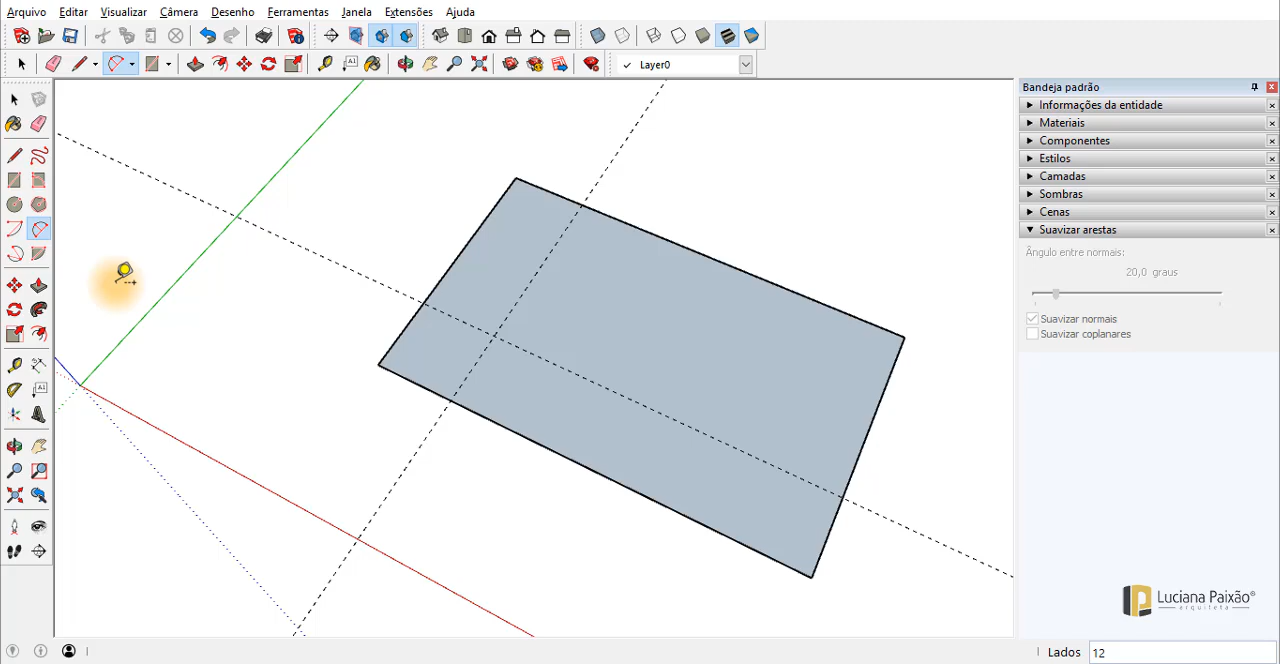 Arquivo Editar Visualizar Câmera Desenho Ferramentas Janela Extensões Ajuda
A1
Layer0
Bandeja padrão
Informações da entidade
Materiais
Componentes
Estilos
Camadas
Sombras
Cenas
Suavizar arestas
Ângulo entre normais:
20,0 graus
Suavizar normais
Suavizar coplanares
A1
Luciana Paixão®
arquiteta
Lados 12